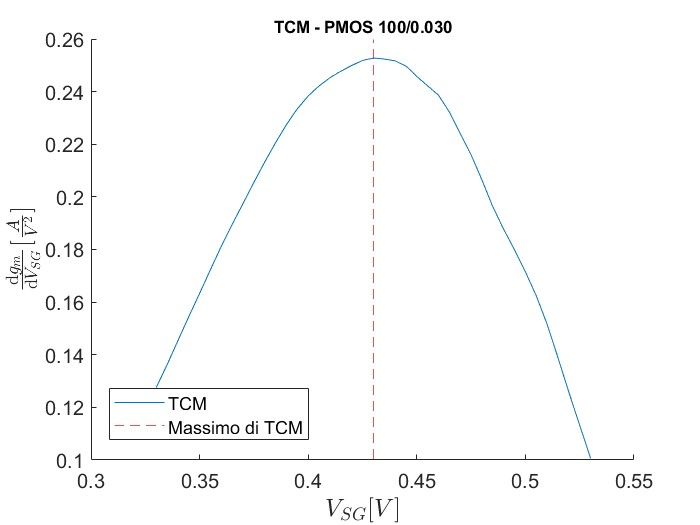 TCM - PMOS 100/0.030
0.26
0.24
0.22
0.2
0.18
0.16
0.14
0.12
0.1
dg_m/dV_SG [A/V^2]
TCM
Massimo di TCM
0.3 0.35 0.4 0.45 0.5 0.55
V_SG[V]